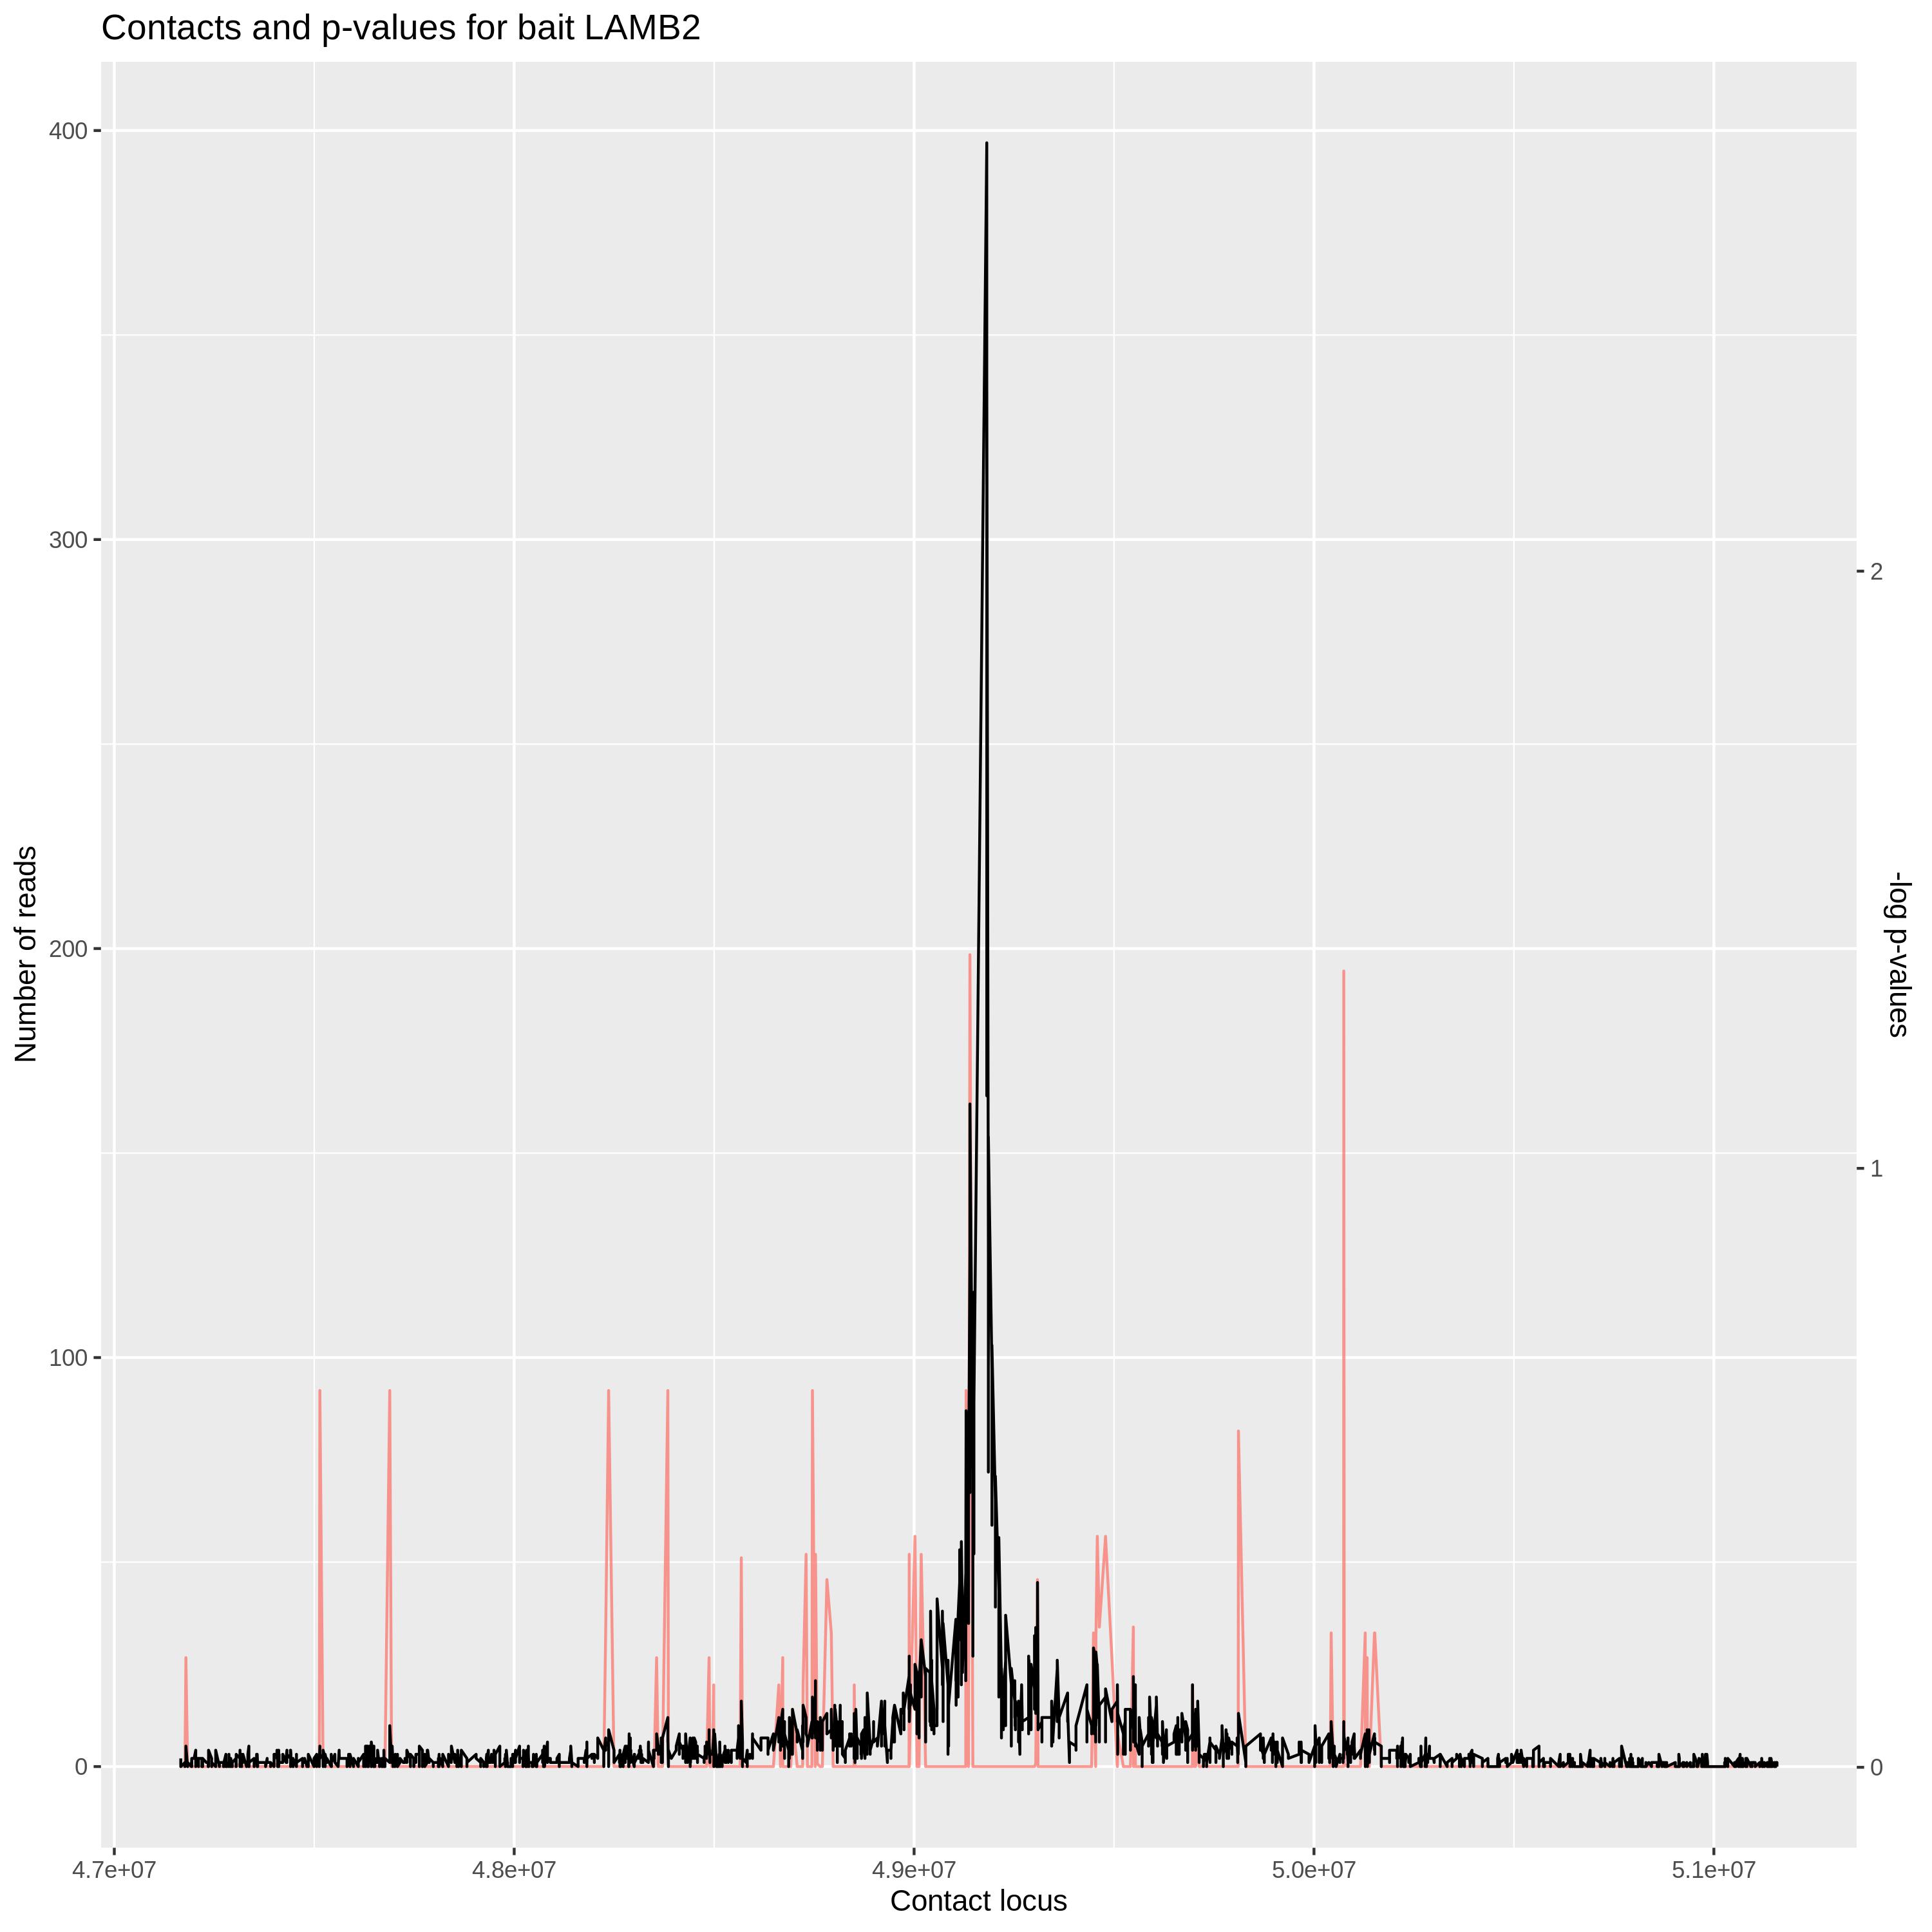 Contacts and p-values for bait LAMB2
400
300
200
100
0
Number of reads
2
1
0
-log p-values
4.7e+07 4.8e+07 4.9e+07 5.0e+07 5.1e+07
Contact locus